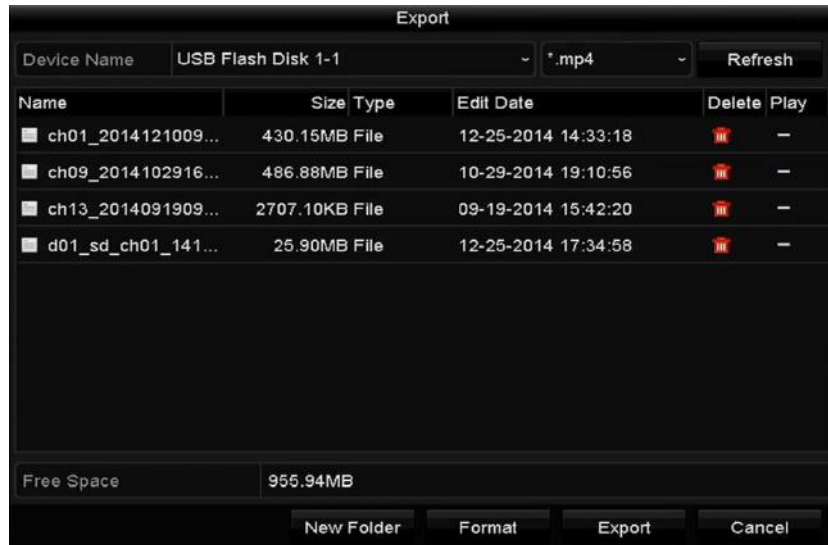 Export
Device Name USB Flash Disk 1-1 *.mp4 Refresh
Name Size Type Edit Date Delete Play
ch01_2014121009... 430.15MB File 12-25-2014 14:33:18
ch09_2014102916... 486.88MB File 10-29-2014 19:10:56
ch13_2014091909... 2707.10KB File 09-19-2014 15:42:20
d01_sd_ch01_141... 25.90MB File 12-25-2014 17:34:58
Free Space 955.94MB
New Folder Format Export Cancel